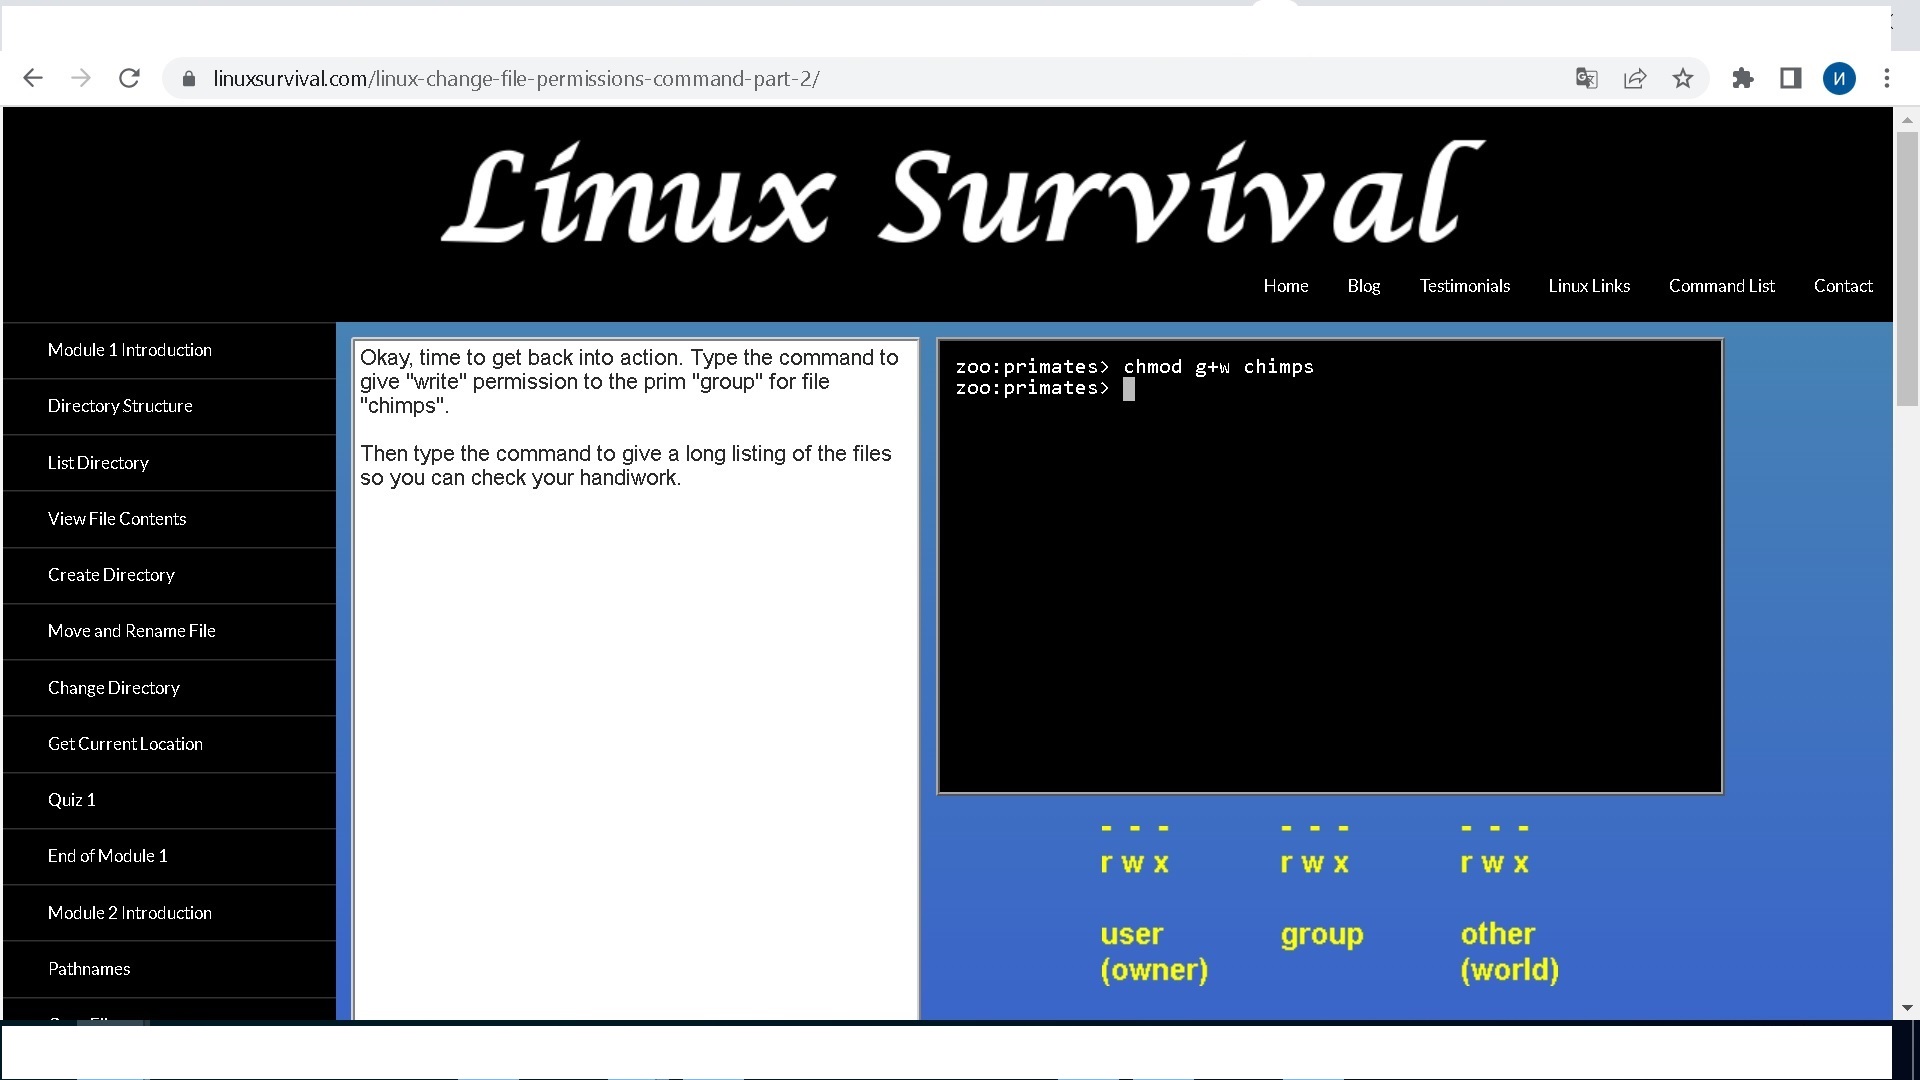 linuxsurvival.com/linux-change-file-permissions-command-part-2/
И
Linux Survival
Home Blog Testimonials Linux Links Command List Contact
Module 1 Introduction
Directory Structure
List Directory
View File Contents
Create Directory
Move and Rename File
Change Directory
Get Current Location
Quiz 1
End of Module 1
Module 2 Introduction
Pathnames
Okay, time to get back into action. Type the command to
give "write" permission to the prim "group" for file
"chimps".
Then type the command to give a long listing of the files
so you can check your handiwork.
zoo:primates> chmod g+w chimps
zoo:primates>
- - - - - - - - -
r w x r w x r w x
user group other
(owner) (world)